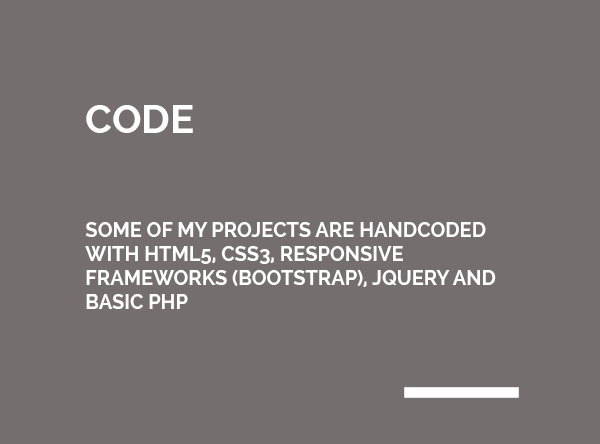 CODE
SOME OF MY PROJECTS ARE HANDCODED
WITH HTML5, CSS3, RESPONSIVE
FRAMEWORKS (BOOTSTRAP), JQUERY AND
BASIC PHP